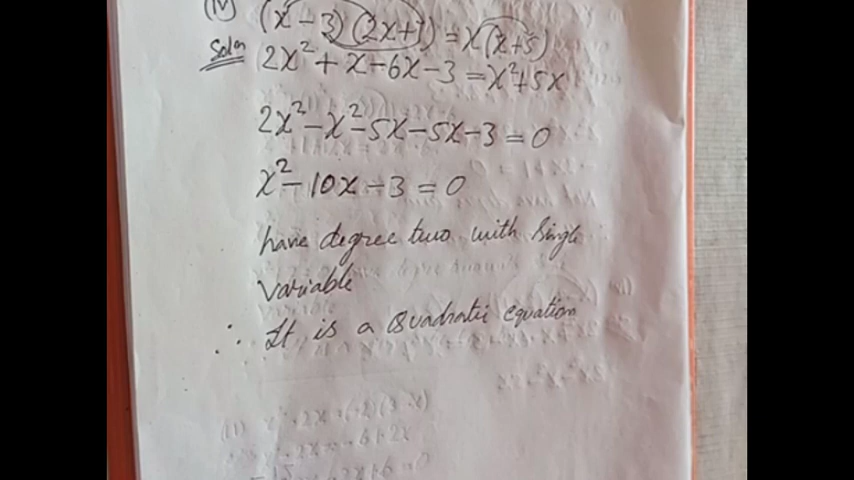 (iv) (x - 3) (2x+1) = x(x+5)
Soln 2x² + x - 6x - 3 = x² + 5x
2x² - x² - 5x - 5x - 3 = 0
x² - 10x - 3 = 0
have degree two with single
variable
∴ It is a Quadratic equation